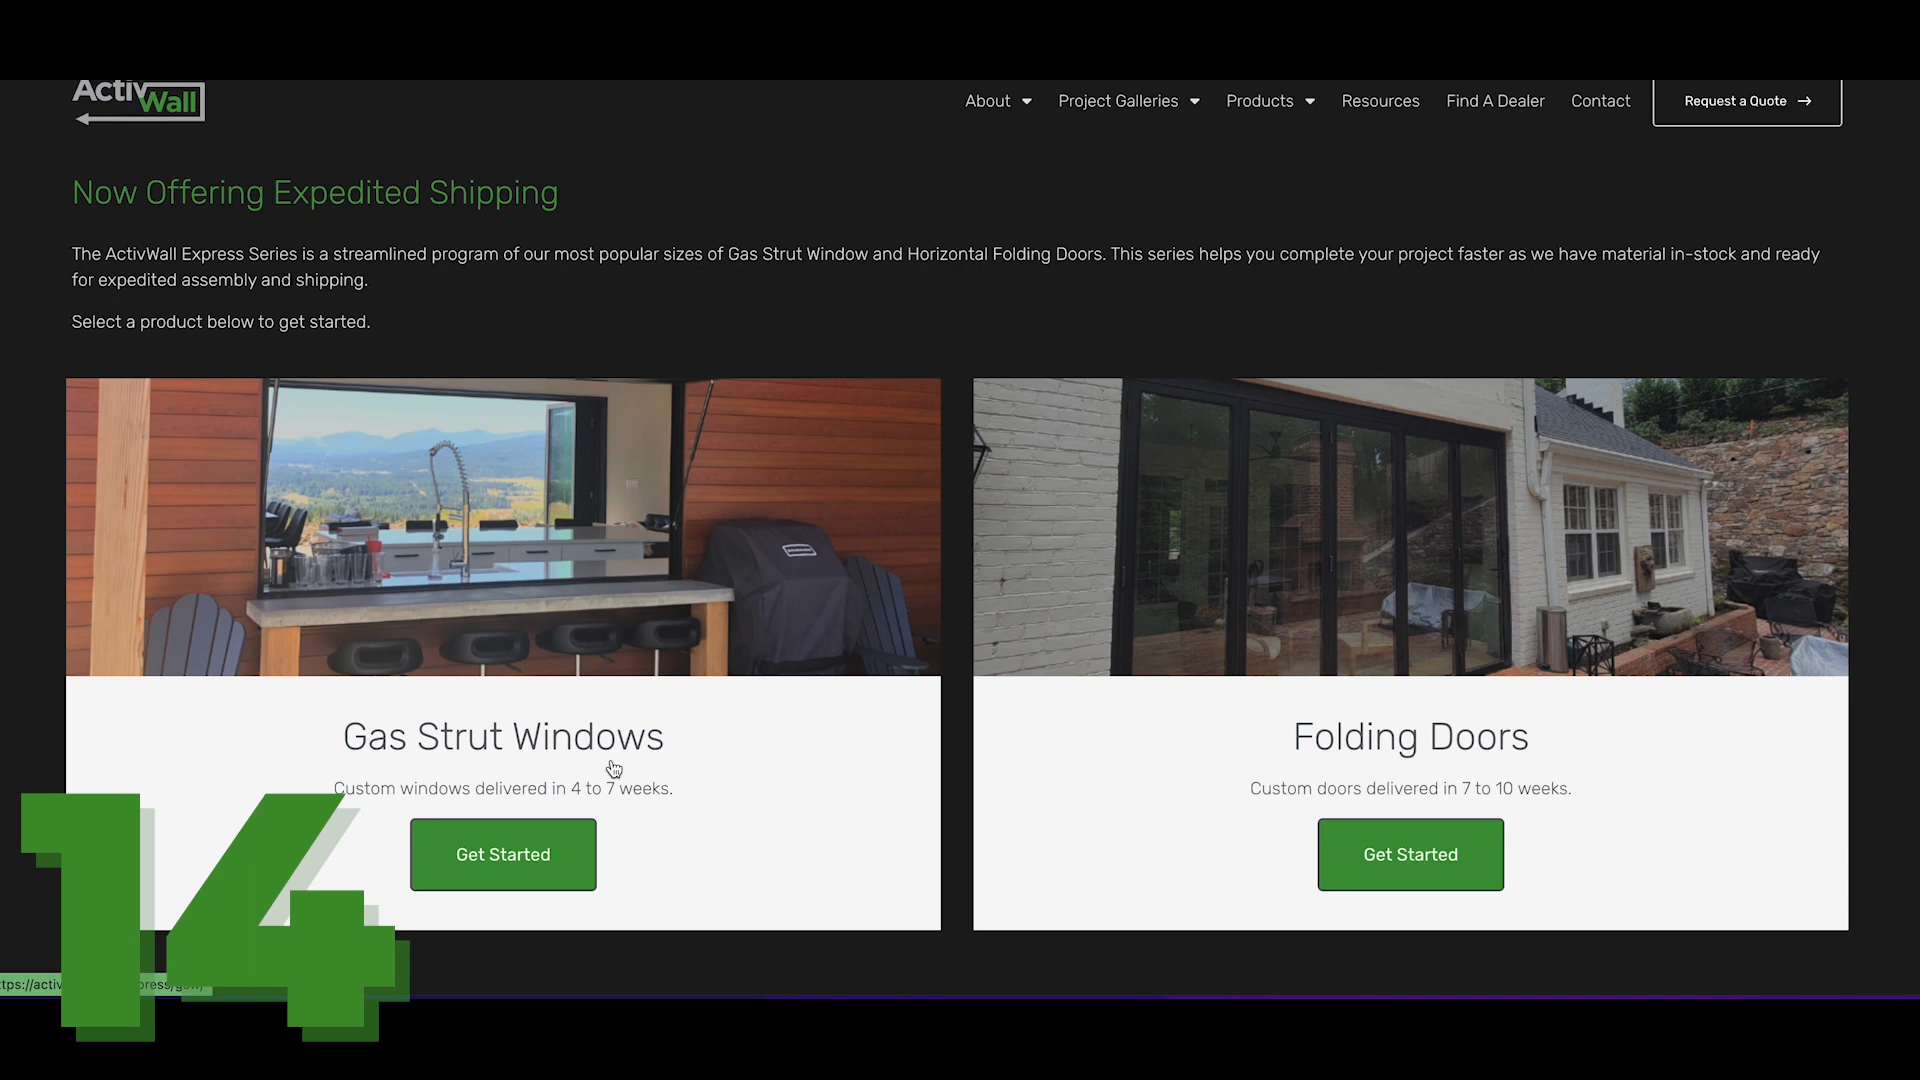 ActivWall
About
Project Galleries
Products
Resources
Find A Dealer
Contact
Request a Quote
Now Offering Expedited Shipping
The ActivWall Express Series is a streamlined program of our most popular sizes of Gas Strut Window and Horizontal Folding Doors. This series helps you complete your project faster as we have material in-stock and ready
for expedited assembly and shipping.
Select a product below to get started.
Gas Strut Windows
Custom windows delivered in 4 to 7 weeks.
Get Started
Folding Doors
Custom doors delivered in 7 to 10 weeks.
Get Started
14